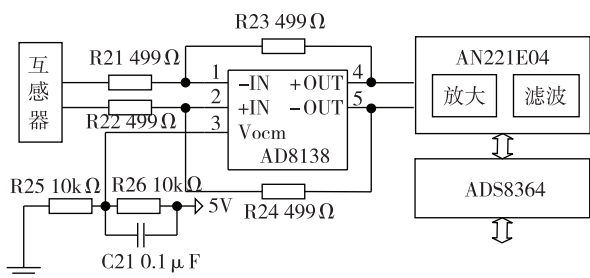 R23 499Ω
互感器
R21 499Ω
R22 499Ω
1
2
3
-IN +OUT
+IN -OUT
Vocm
AD8138
4
5
AN221E04
放大
滤波
ADS8364
R25 10kΩ
R26 10kΩ
5V
R24 499Ω
C21 0.1μF